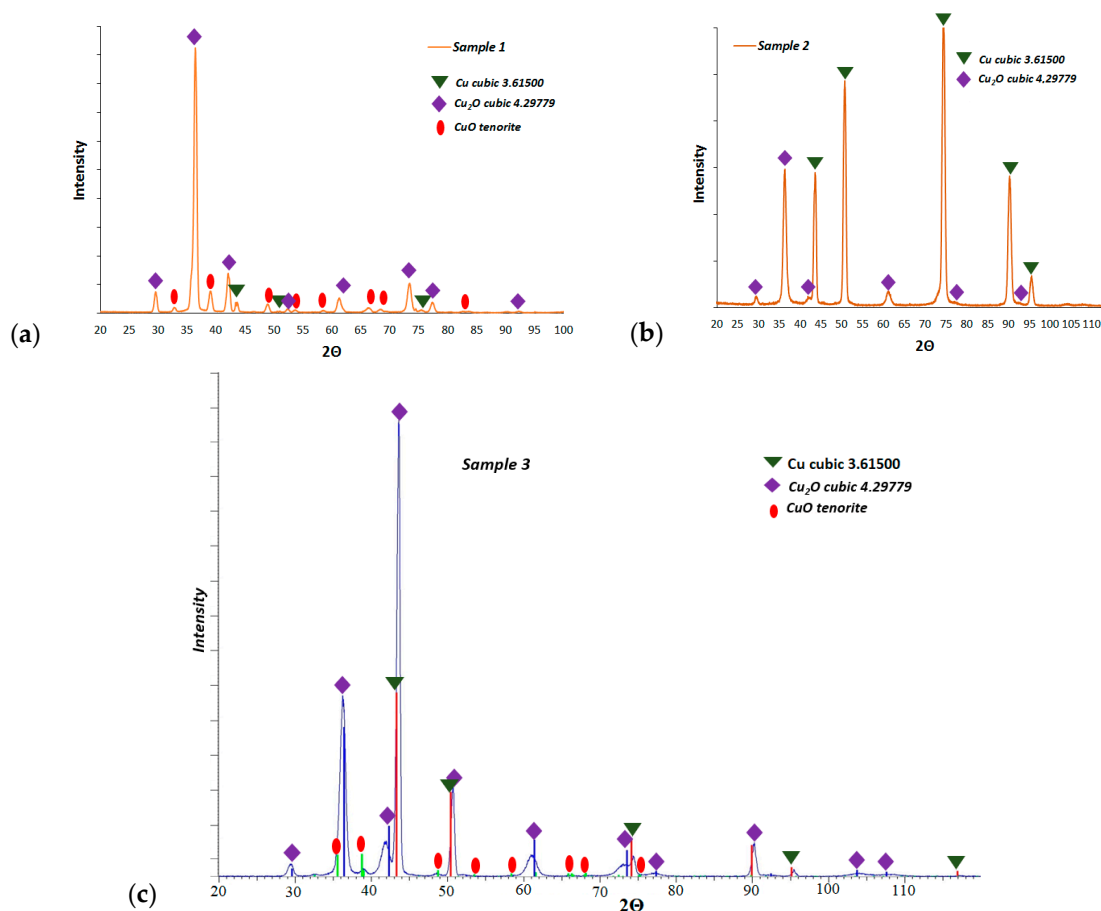 Sample 1
Cu cubic 3.61500
Cu₂O cubic 4.29779
CuO tenorite
Intensity
20 25 30 35 40 45 50 55 60 65 70 75 80 85 90 95 100
2Θ
(a)
Sample 2
Cu cubic 3.61500
Cu₂O cubic 4.29779
Intensity
20 25 30 35 40 45 50 55 60 65 70 75 80 85 90 95 100 105 110
2Θ
(b)
Sample 3
Cu cubic 3.61500
Cu₂O cubic 4.29779
CuO tenorite
Intensity
20 30 40 50 60 70 80 90 100 110
2Θ
(c)